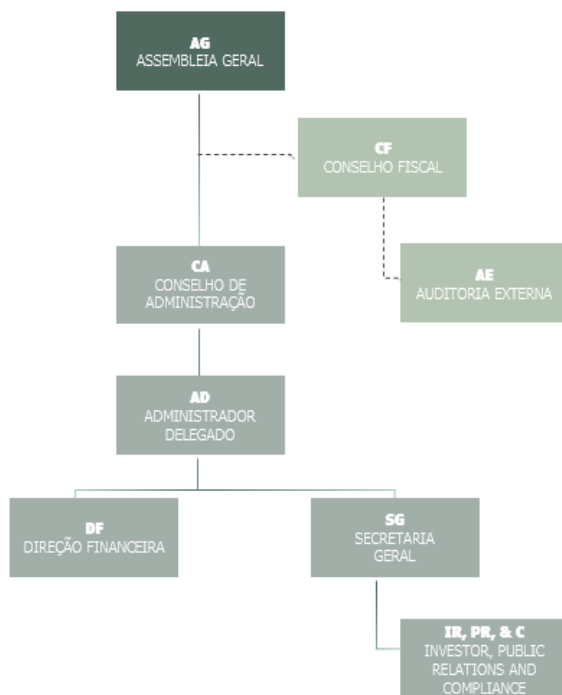 AG
ASSEMBLEIA GERAL
CF
CONSELHO FISCAL
CA
CONSELHO DE
ADMINISTRAÇÃO
AE
AUDITORIA EXTERNA
AD
ADMINISTRADOR
DELEGADO
DF
DIREÇÃO FINANCEIRA
SG
SECRETARIA
GERAL
IR, PR, & C
INVESTOR, PUBLIC
RELATIONS AND
COMPLIANCE